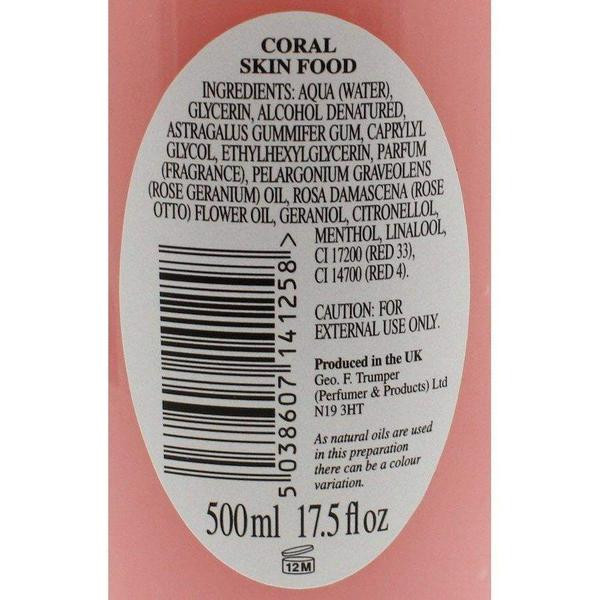 CORAL
SKIN FOOD
INGREDIENTS: AQUA (WATER),
GLYCERIN, ALCOHOL DENATURED,
ASTRAGALUS GUMMIFER GUM, CAPRYLYL
GLYCOL, ETHYLHEXYLGLYCERIN, PARFUM
(FRAGRANCE), PELARGONIUM GRAVEOLENS
(ROSE GERANIUM) OIL, ROSA DAMASCENA (ROSE
OTTO) FLOWER OIL, GERANIOL, CITRONELLOL,
MENTHOL, LINALOOL,
CI 17200 (RED 33),
CI 14700 (RED 4).
CAUTION: FOR
EXTERNAL USE ONLY.
Produced in the UK
Geo. F. Trumper
(Perfumer & Products) Ltd
N19 3HT
As natural oils are used
in this preparation
there can be a colour
variation.
5 038607 141258 >
500ml 17.5 fl oz
12M